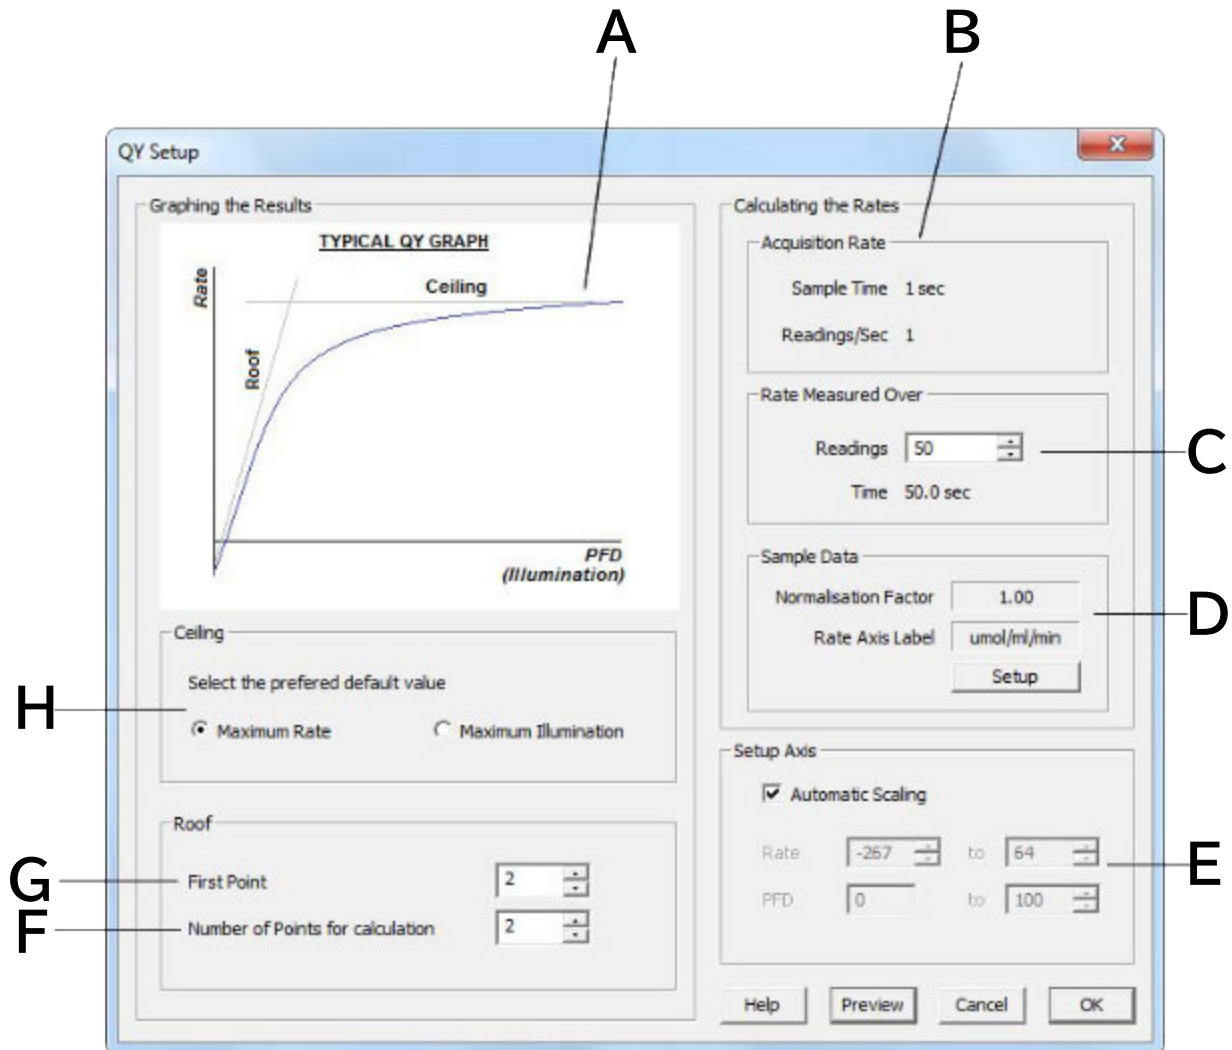 A
B
QY Setup
Graphing the Results
TYPICAL QY GRAPH
Rate
Ceiling
Roof
PFD
(Illumination)
Ceiling
Select the prefered default value
Maximum Rate Maximum Illumination
H
Roof
First Point 2
G
Number of Points for calculation 2
F
Calculating the Rates
Acquisition Rate
Sample Time 1 sec
Readings/Sec 1
Rate Measured Over
Readings 50
C
Time 50.0 sec
Sample Data
Normalisation Factor 1.00
D
Rate Axis Label umol/ml/min
Setup
Setup Axis
Automatic Scaling
Rate -267 to 64
E
PFD 0 to 100
Help Preview Cancel OK